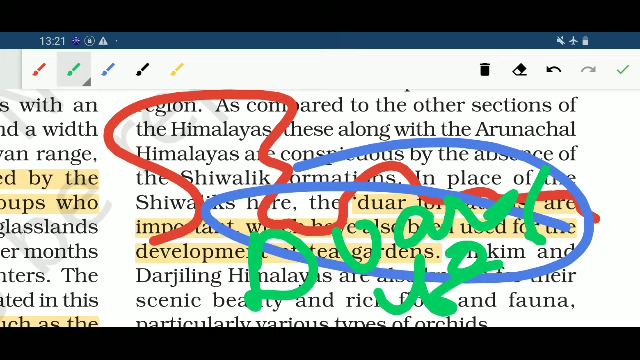 13:21
s with an
nd a width
van range,
ed by the
oups who
glasslands
er months
nters. The
ated in this
such as the
region. As compared to the other sections of
the Himalayas, these along with the Arunachal
Himalayas are conspicuous by the absence of
the Shiwalik formations. In place of the
Shiwaliks here, the 'duar formations' are
important, which have also been used for the
development of tea gardens. Sikkim and
Darjiling Himalayas are also known for their
scenic beauty and rich flora and fauna,
particularly various types of orchids.
Duars